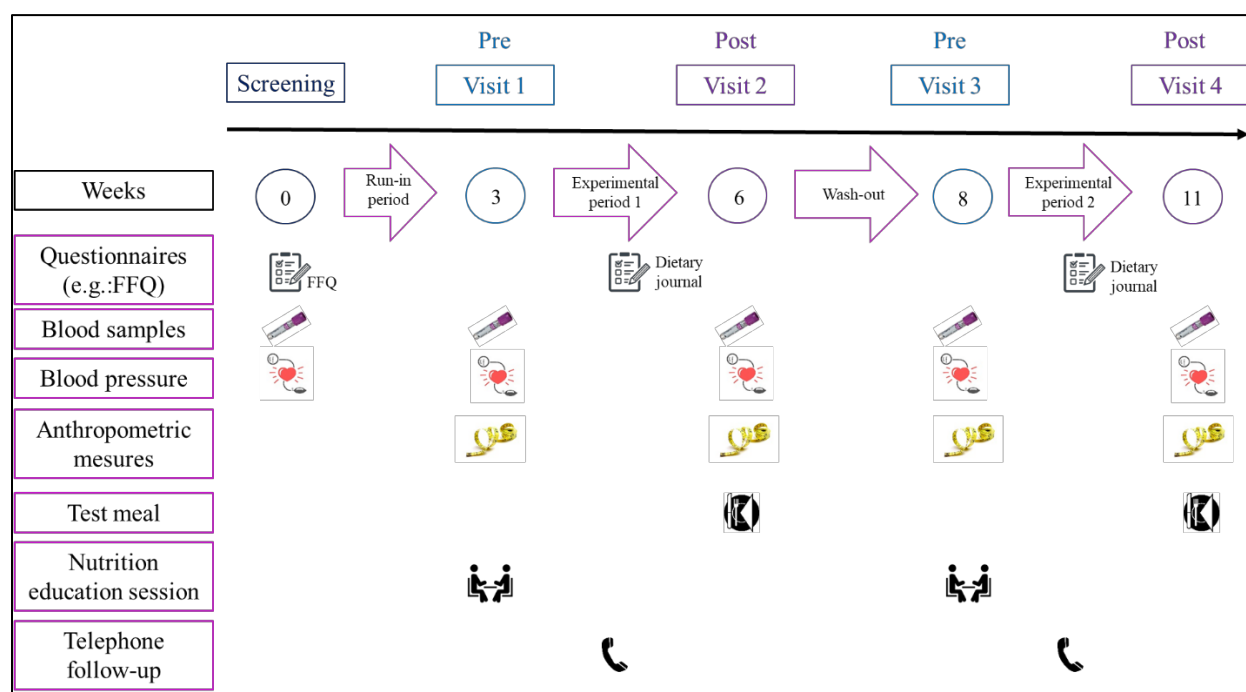 Pre
Post
Pre
Post
Screening
Visit 1
Visit 2
Visit 3
Visit 4
Weeks
0
Run-in
period
3
Experimental
period 1
6
Wash-out
8
Experimental
period 2
11
Questionnaires
(e.g.:FFQ)
FFQ
Dietary
journal
Dietary
journal
Blood samples
Blood pressure
Anthropometric
mesures
Test meal
Nutrition
education session
Telephone
follow-up